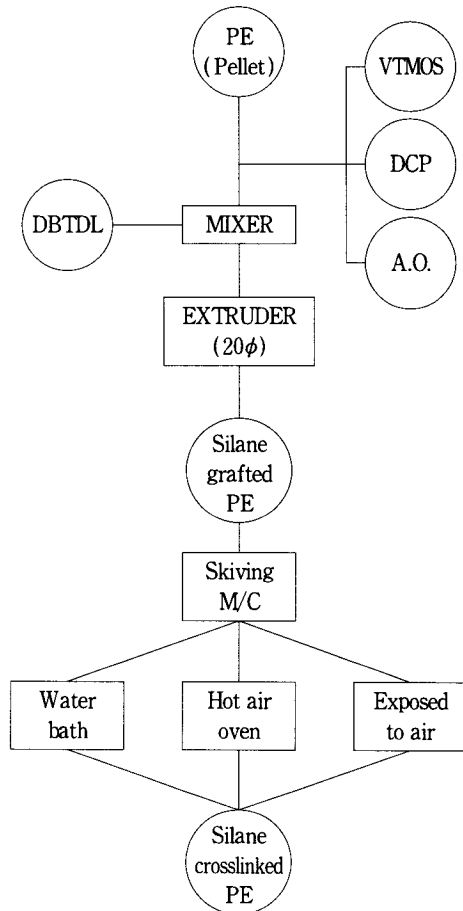 PE
(Pellet)
VTMOS
DCP
A.O.
DBTDL
MIXER
EXTRUDER
(20ϕ)
Silane
grafted
PE
Skiving
M/C
Water
bath
Hot air
oven
Exposed
to air
Silane
crosslinked
PE